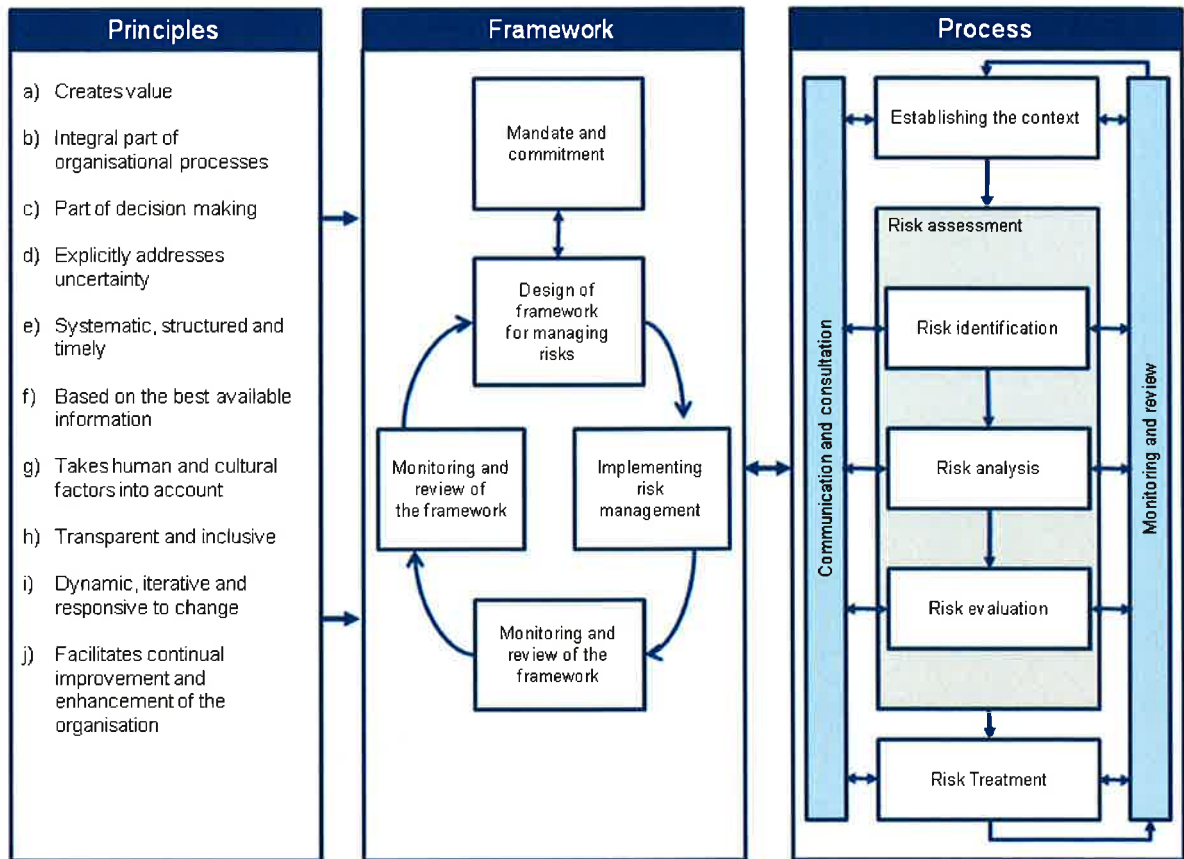 Principles
a) Creates value
b) Integral part of
organisational processes
c) Part of decision making
d) Explicitly addresses
uncertainty
e) Systematic, structured and
timely
f) Based on the best available
information
g) Takes human and cultural
factors into account
h) Transparent and inclusive
i) Dynamic, iterative and
responsive to change
j) Facilitates continual
improvement and
enhancement of the
organisation
Framework
Mandate and
commitment
Design of
framework
for managing
risks
Implementing
risk
management
Monitoring and
review of the
framework
Monitoring and
review of
the framework
Process
Communication and consultation
Establishing the context
Risk assessment
Risk identification
Risk analysis
Risk evaluation
Risk Treatment
Monitoring and review